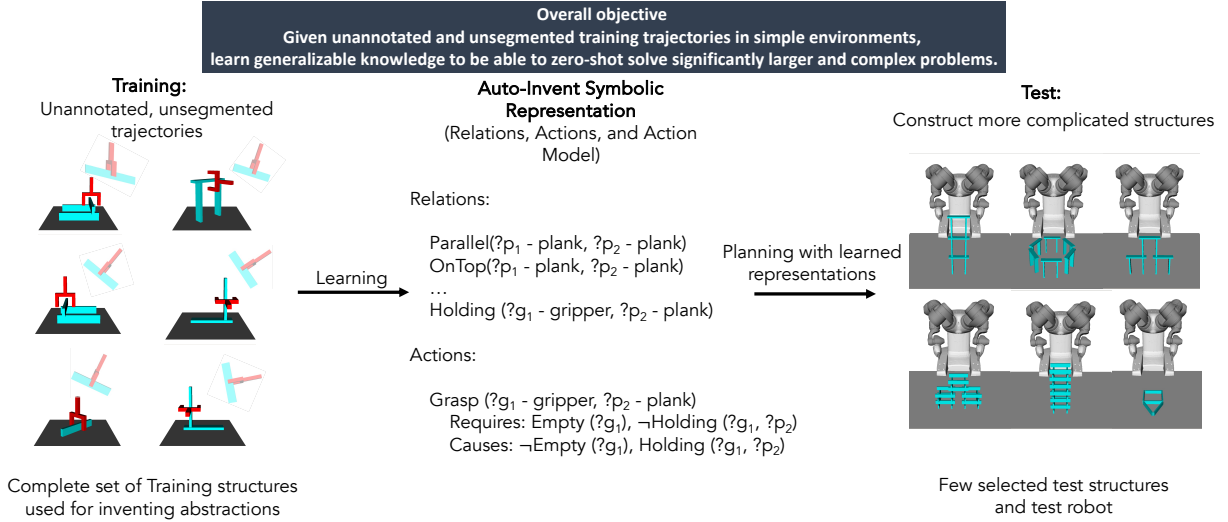 Overall objective
Given unannotated and unsegmented training trajectories in simple environments,
learn generalizable knowledge to be able to zero-shot solve significantly larger and complex problems.
Training:
Unannotated, unsegmented
trajectories
Complete set of Training structures
used for inventing abstractions
Learning
Auto-Invent Symbolic
Representation
(Relations, Actions, and Action
Model)
Relations:
Parallel(?p₁ - plank, ?p₂ - plank)
OnTop(?p₁ - plank, ?p₂ - plank)
...
Holding (?g₁ - gripper, ?p₂ - plank)
Actions:
Grasp (?g₁ - gripper, ?p₂ - plank)
Requires: Empty (?g₁), ¬Holding (?g₁, ?p₂)
Causes: ¬Empty (?g₁), Holding (?g₁, ?p₂)
Planning with learned
representations
Test:
Construct more complicated structures
Few selected test structures
and test robot